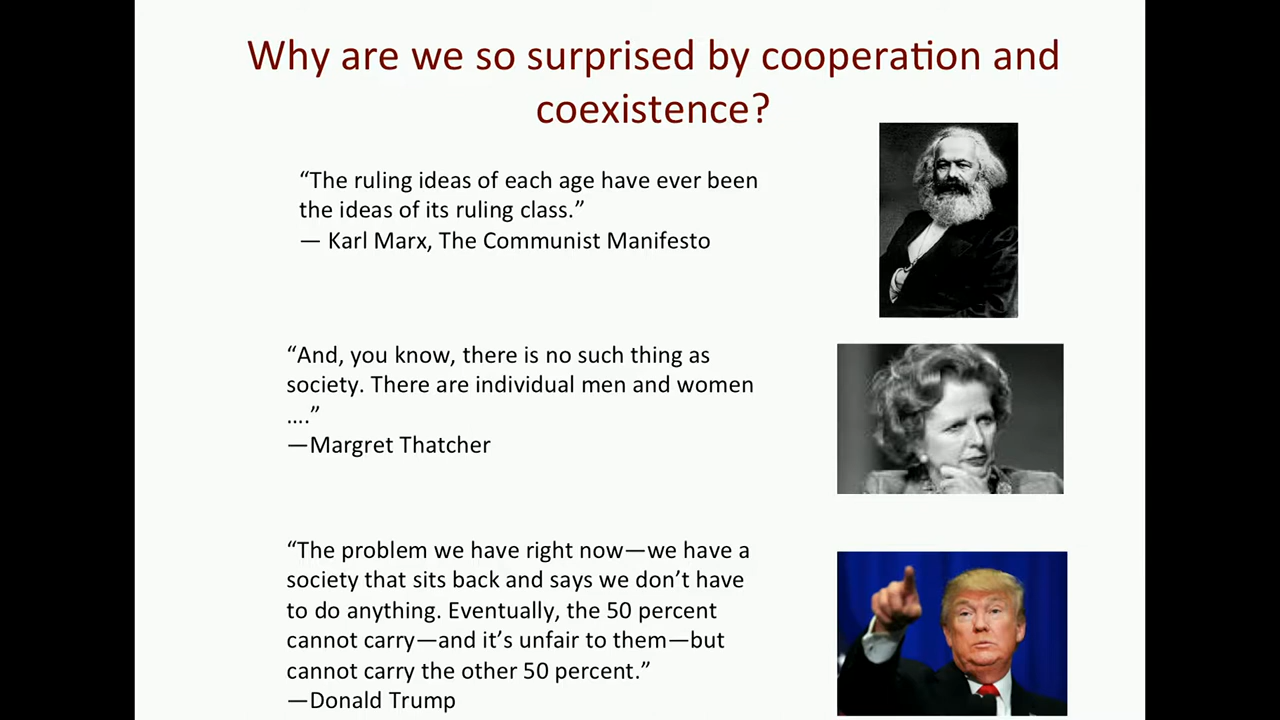 Why are we so surprised by cooperation and
coexistence?
“The ruling ideas of each age have ever been
the ideas of its ruling class.”
— Karl Marx, The Communist Manifesto
“And, you know, there is no such thing as
society. There are individual men and women
….”
—Margret Thatcher
“The problem we have right now—we have a
society that sits back and says we don’t have
to do anything. Eventually, the 50 percent
cannot carry—and it’s unfair to them—but
cannot carry the other 50 percent.”
—Donald Trump